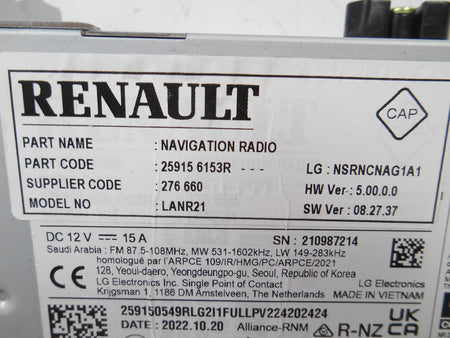 RENAULT
CAP
PART NAME : NAVIGATION RADIO
PART CODE : 25915 6153R - - - LG : NSRNCNAG1A1
SUPPLIER CODE : 276 660 HW Ver- : 5.00.0.0
MODEL NO : LANR21 SW Ver- : 08.27.37
DC 12 V 15 A SN : 210987214
Saudi Arabia : FM 87.5-108MHz, MW 531-1602kHz, LW 149-283kHz
homologué par l'ARPCE 109/IR/HMG/PC/ARPCE/2021
128, Yeoui-daero, Yeongdeungpo-gu, Seoul, Republic of Korea
LG Electronics Inc. Single Point of Contact LG Electronics
Krijgsman 1, 1186 DM Amstelveen, The Netherlands
259150549RLG2I1FULLPV224202424
DATE : 2022.10.20 Alliance-RNM R-NZ UK
CA